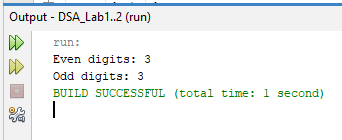 Output - DSA_Lab1..2 (run)
run:
Even digits: 3
Odd digits: 3
BUILD SUCCESSFUL (total time: 1 second)